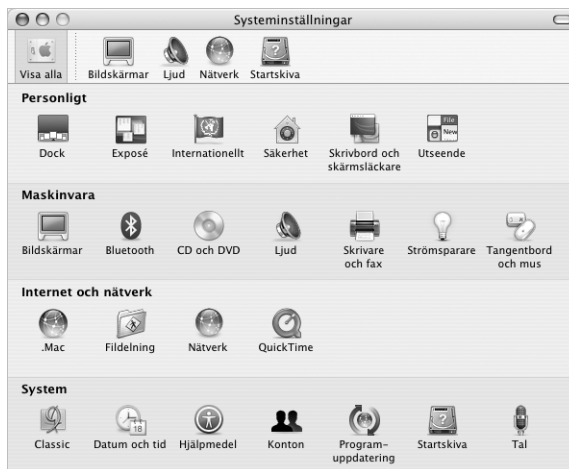 Systeminställningar
Visa alla Bildskärmar Ljud Nätverk Startskiva
Personligt
File
New
Dock Exposé Internationellt Säkerhet Skrivbord och skärmsläckare Utseende
Maskinvara
Bildskärmar Bluetooth CD och DVD Ljud Skrivare och fax Strömsparare Tangentbord och mus
Internet och nätverk
.Mac Fildelning Nätverk QuickTime
System
18
Classic Datum och tid Hjälpmedel Konton Program-uppdatering Startskiva Tal